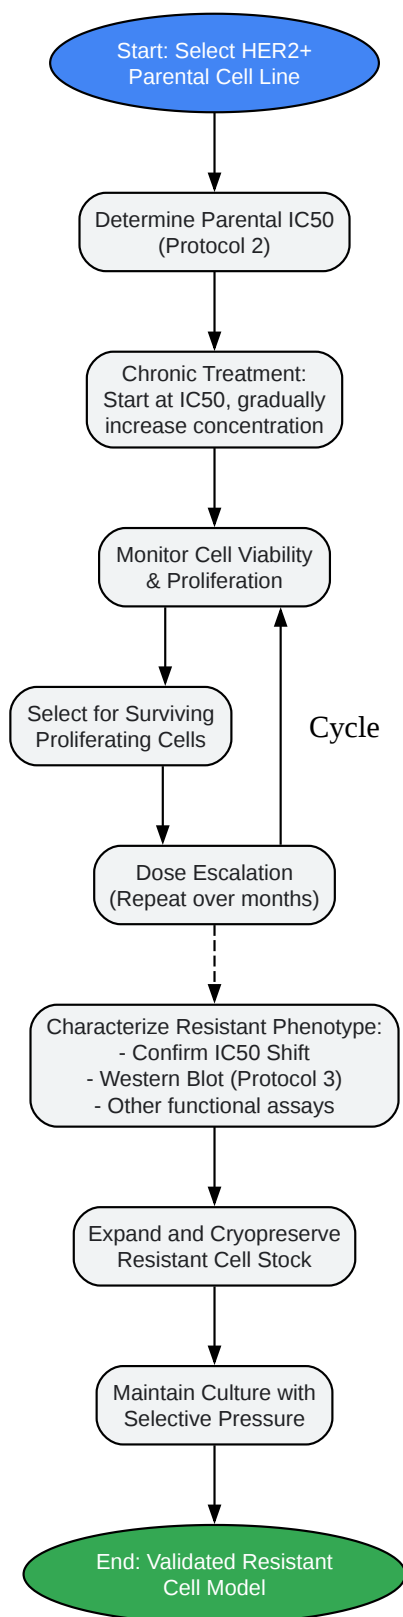 Start: Select HER2+
Parental Cell Line
Determine Parental IC50
(Protocol 2)
Chronic Treatment:
Start at IC50, gradually
increase concentration
Monitor Cell Viability
& Proliferation
Select for Surviving
Proliferating Cells
Cycle
Dose Escalation
(Repeat over months)
Characterize Resistant Phenotype:
- Confirm IC50 Shift
- Western Blot (Protocol 3)
- Other functional assays
Expand and Cryopreserve
Resistant Cell Stock
Maintain Culture with
Selective Pressure
End: Validated Resistant
Cell Model